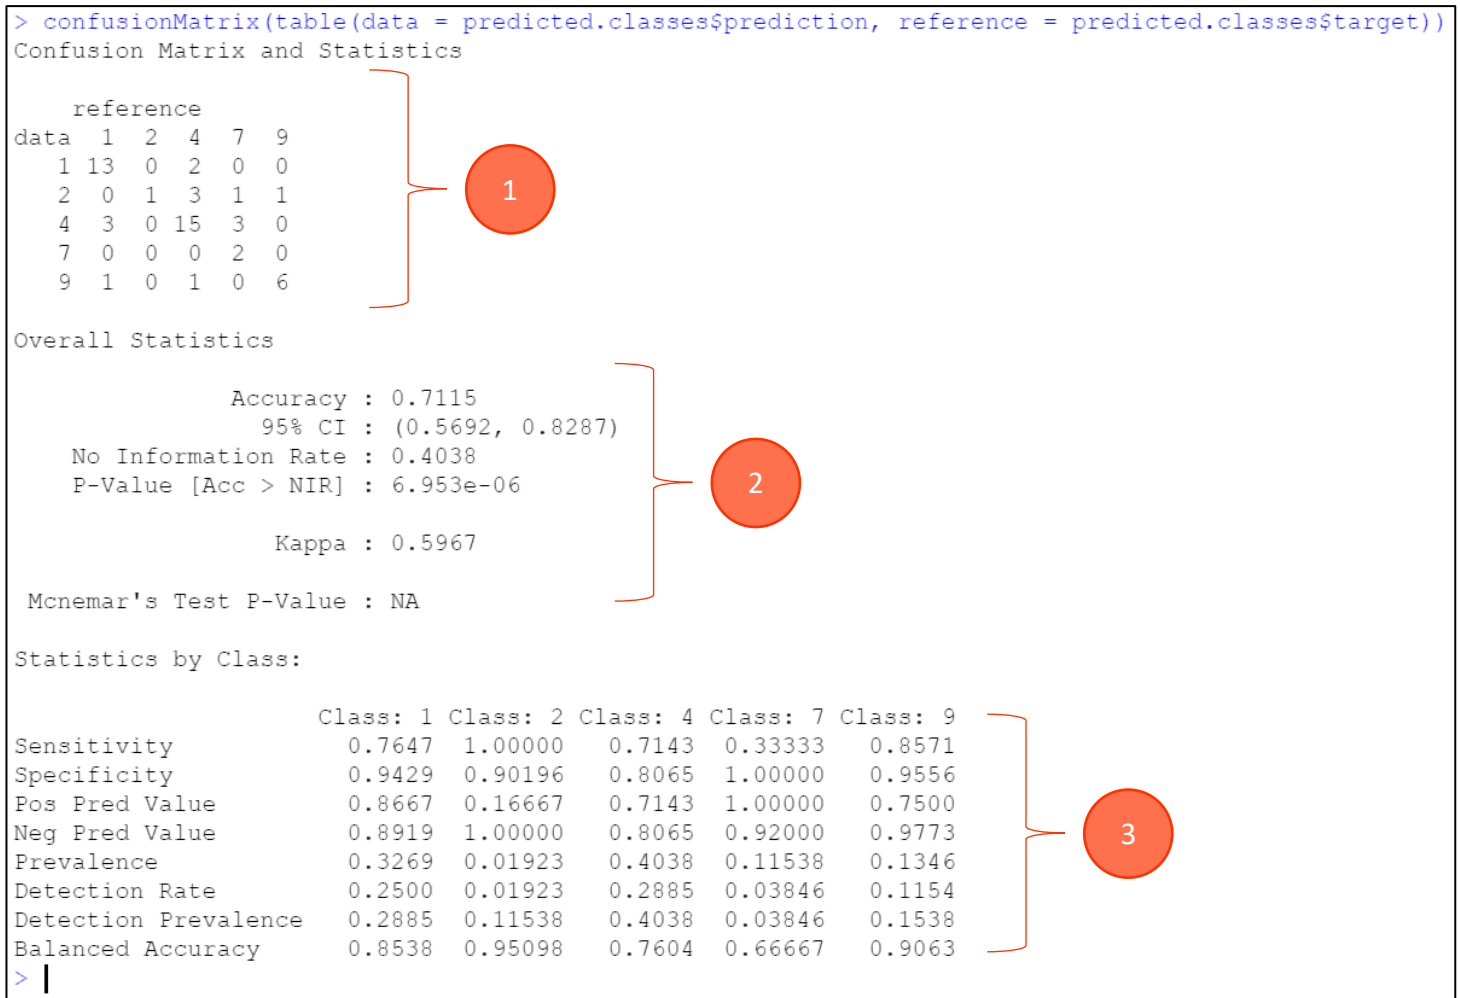 > confusionMatrix(table(data = predicted.classes$prediction, reference = predicted.classes$target))
Confusion Matrix and Statistics
reference
data 1 2 4 7 9
1 13 0 2 0 0
2 0 1 3 1 1
4 3 0 15 3 0
7 0 0 0 2 0
9 1 0 1 0 6
1
Overall Statistics
Accuracy : 0.7115
95% CI : (0.5692, 0.8287)
No Information Rate : 0.4038
P-Value [Acc > NIR] : 6.953e-06
Kappa : 0.5967
Mcnemar's Test P-Value : NA
2
Statistics by Class:
Class: 1 Class: 2 Class: 4 Class: 7 Class: 9
Sensitivity 0.7647 1.00000 0.7143 0.33333 0.8571
Specificity 0.9429 0.90196 0.8065 1.00000 0.9556
Pos Pred Value 0.8667 0.16667 0.7143 1.00000 0.7500
Neg Pred Value 0.8919 1.00000 0.8065 0.92000 0.9773
Prevalence 0.3269 0.01923 0.4038 0.11538 0.1346
Detection Rate 0.2500 0.01923 0.2885 0.03846 0.1154
Detection Prevalence 0.2885 0.11538 0.4038 0.03846 0.1538
Balanced Accuracy 0.8538 0.95098 0.7604 0.66667 0.9063
3
>